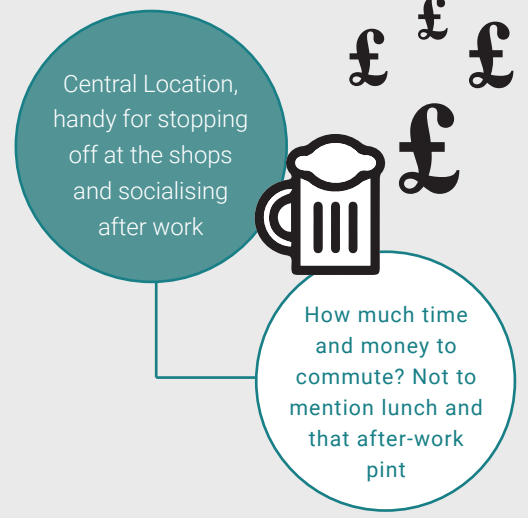 £
£
£
£
Central Location,
handy for stopping
off at the shops
and socialising
after work
How much time
and money to
commute? Not to
mention lunch and
that after-work
pint